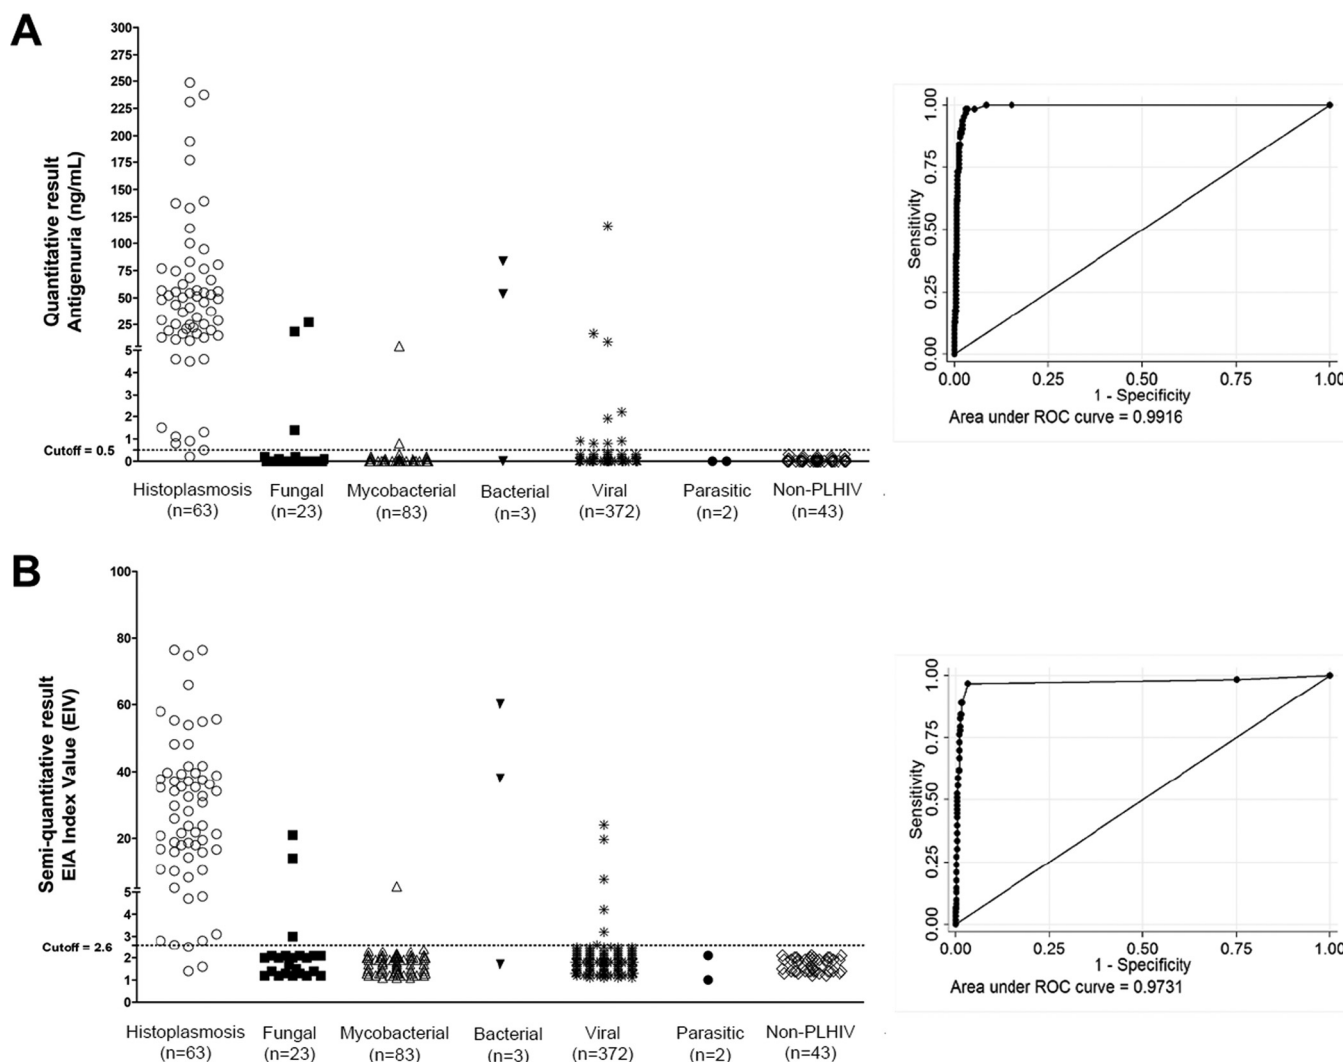 A
Quantitative result
Antigenuria (ng/mL)
300
275
250
225
200
175
150
125
100
75
50
25
5
4
3
2
1
0
Cutoff = 0.5
Histoplasmosis Fungal Mycobacterial Bacterial Viral Parasitic Non-PLHIV
(n=63) (n=23) (n=83) (n=3) (n=372) (n=2) (n=43)
Sensitivity
1.00
0.75
0.50
0.25
0.00
0.00 0.25 0.50 0.75 1.00
1 - Specificity
Area under ROC curve = 0.9916
B
Semi-quantitative result
EIA Index Value (EIV)
100
80
60
40
20
5
4
3
2
1
0
Cutoff = 2.6
Histoplasmosis Fungal Mycobacterial Bacterial Viral Parasitic Non-PLHIV
(n=63) (n=23) (n=83) (n=3) (n=372) (n=2) (n=43)
Sensitivity
1.00
0.75
0.50
0.25
0.00
0.00 0.25 0.50 0.75 1.00
1 - Specificity
Area under ROC curve = 0.9731